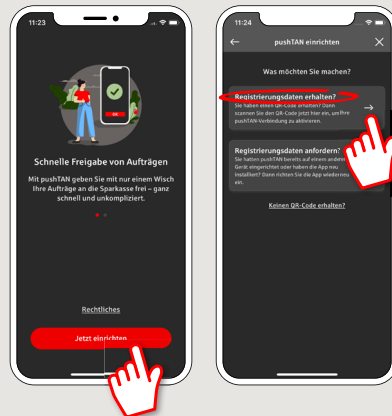 11:23
OK
Schnelle Freigabe von Aufträgen
Mit pushTAN geben Sie mit nur einem Wisch
Ihre Aufträge an die Sparkasse frei – ganz
schnell und unkompliziert.
Rechtliches
Jetzt einrichten
11:24
pushTAN einrichten
Was möchten Sie machen?
Registrierungsdaten erhalten?
Sie haben einen QR-Code erhalten? Dann
scannen Sie den QR-Code jetzt hier ein, um Ihre
pushTAN-Verbindung zu aktivieren.
Registrierungsdaten anfordern?
Sie hatten pushTAN bereits auf einem
Gerät eingerichtet oder haben die App neu
installiert? Dann richten Sie die App wieder neu
ein.
Keinen QR-Code erhalten?